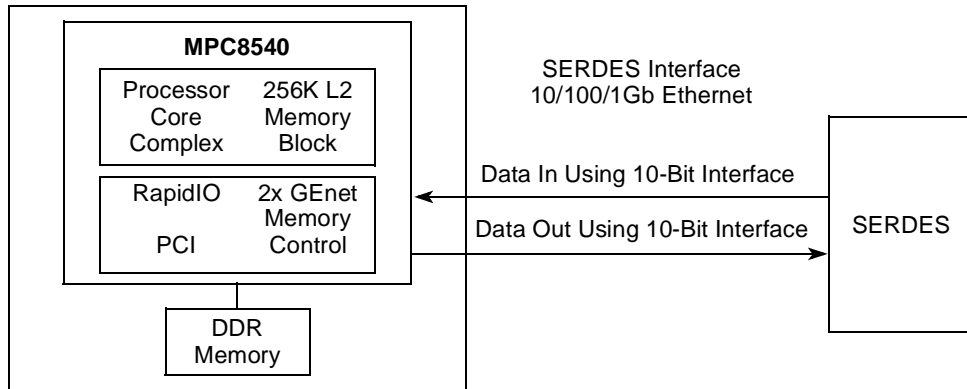 MPC8540
Processor 256K L2
Core Memory
Complex Block
RapidIO 2x GEnet
Memory
PCI Control
DDR
Memory
SERDES Interface
10/100/1Gb Ethernet
Data In Using 10-Bit Interface
Data Out Using 10-Bit Interface
SERDES